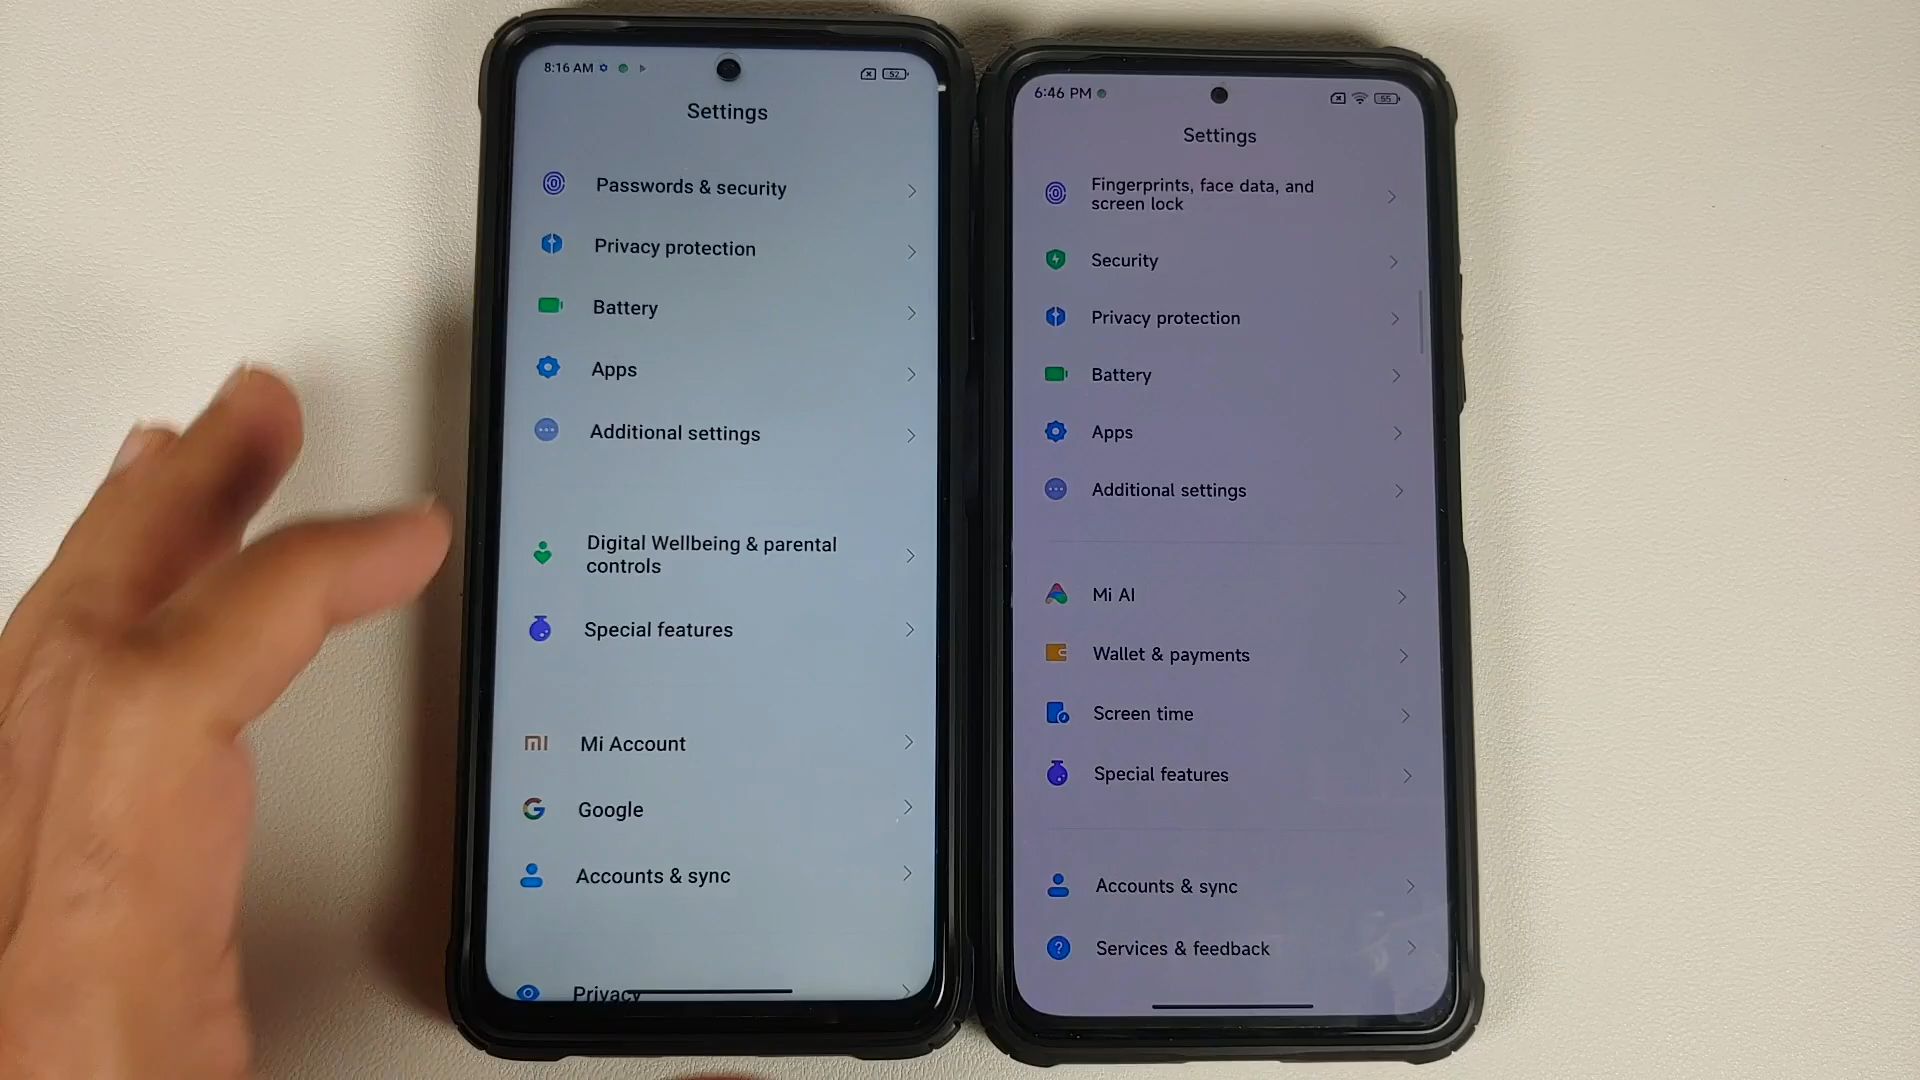 8:16 AM
52
Settings
Passwords & security
Privacy protection
Battery
Apps
Additional settings
Digital Wellbeing & parental
controls
Special features
Mi Account
Google
Accounts & sync
Privacy
6:46 PM
55
Settings
Fingerprints, face data, and
screen lock
Security
Privacy protection
Battery
Apps
Additional settings
Mi AI
Wallet & payments
Screen time
Special features
Accounts & sync
Services & feedback